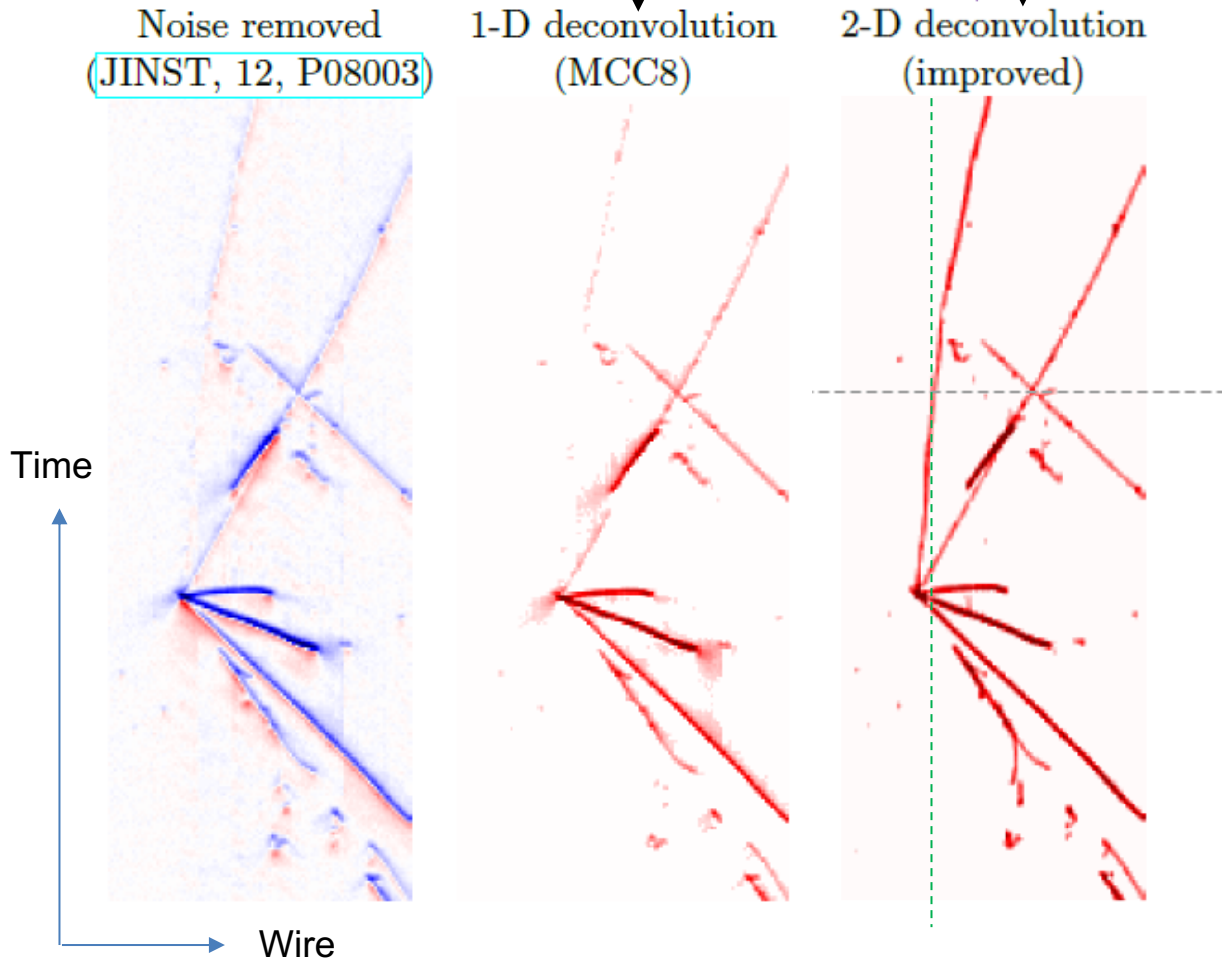 Noise removed
(JINST, 12, P08003)
1-D deconvolution
(MCC8)
2-D deconvolution
(improved)
Time
Wire